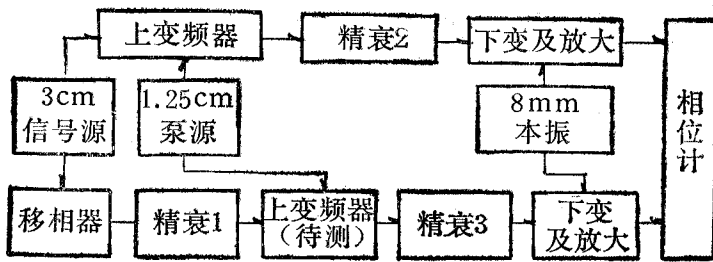 上变频器
精衰2
下变及放大
3cm
信号源
1.25cm
泵源
8mm
本振
相位计
移相器
精衰1
上变频器
(待测)
精衰3
下变
及放大